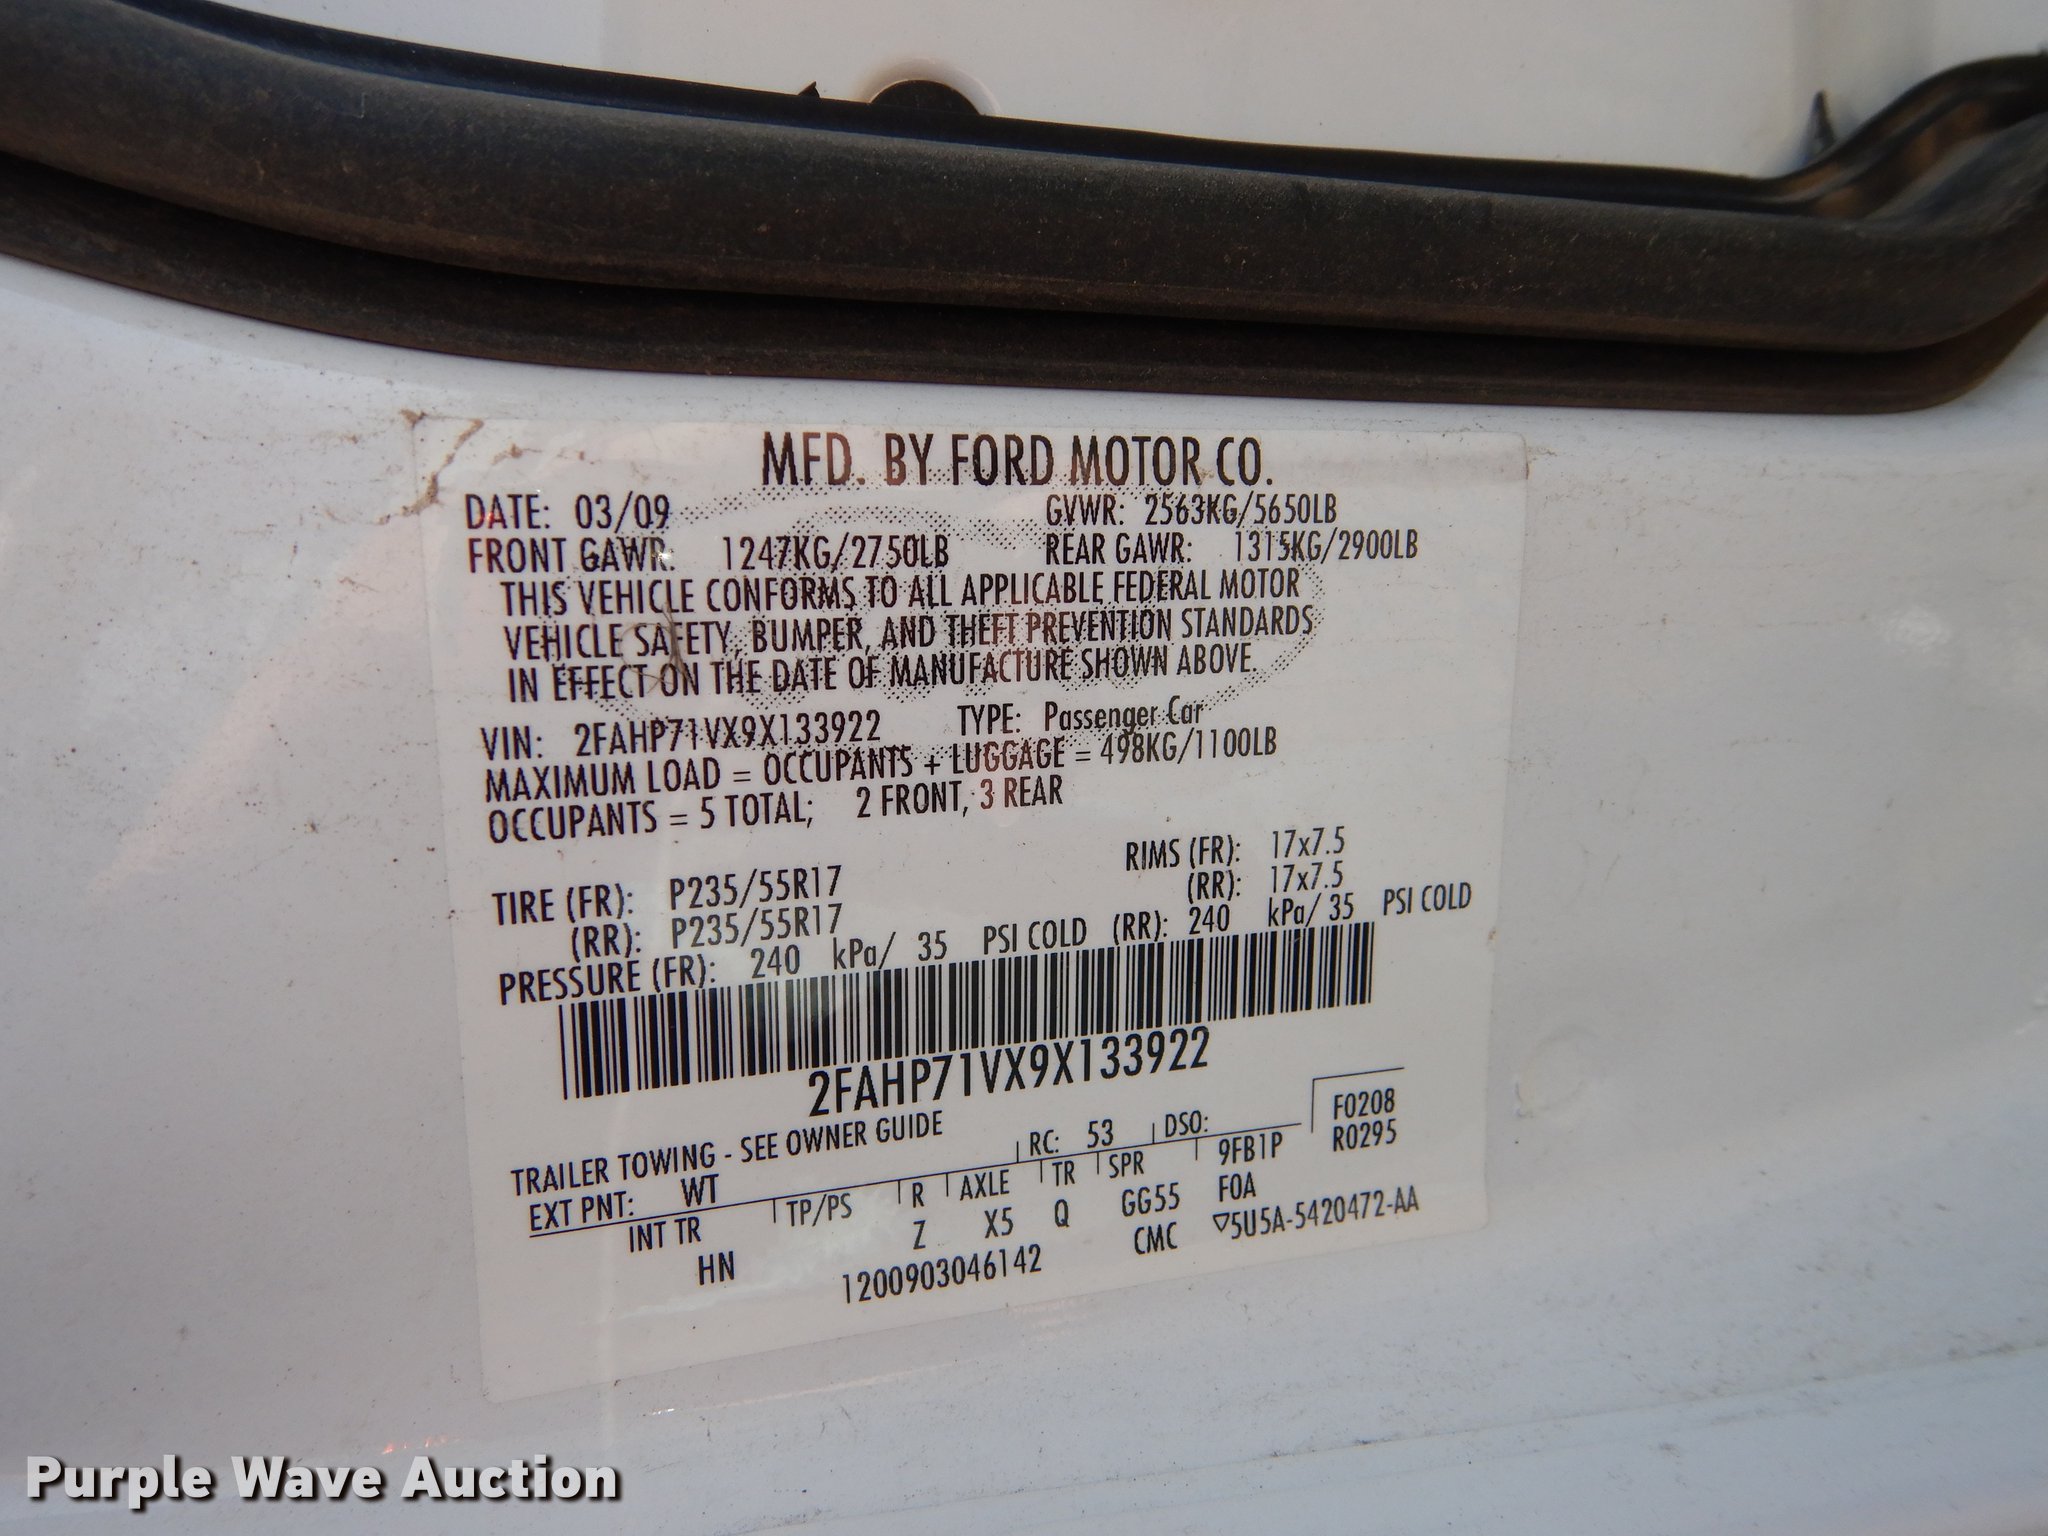 MFD. BY FORD MOTOR CO.
DATE: 03/09 GVWR: 2563KG/5650LB
FRONT GAWR: 1247KG/2750LB REAR GAWR: 1315KG/2900LB
THIS VEHICLE CONFORMS TO ALL APPLICABLE FEDERAL MOTOR
VEHICLE SAFETY, BUMPER, AND THEFT PREVENTION STANDARDS
IN EFFECT ON THE DATE OF MANUFACTURE SHOWN ABOVE.
VIN: 2FAHP71VX9X133922 TYPE: Passenger Car
MAXIMUM LOAD = OCCUPANTS + LUGGAGE = 498KG/1100LB
OCCUPANTS = 5 TOTAL; 2 FRONT, 3 REAR
TIRE (FR): P235/55R17 RIMS (FR): 17x7.5
(RR): P235/55R17 (RR): 17x7.5
PRESSURE (FR): 240 kPa/ 35 PSI COLD (RR): 240 kPa/ 35 PSI COLD
2FAHP71VX9X133922
TRAILER TOWING - SEE OWNER GUIDE F0208
EXT PNT: WT RC: 53 DSO: R0295
INT TR TP/PS R AXLE TR SPR 9FB1P
HN Z X5 Q GG55 F0A
1200903046142 CMC ▽5U5A-5420472-AA
Purple Wave Auction